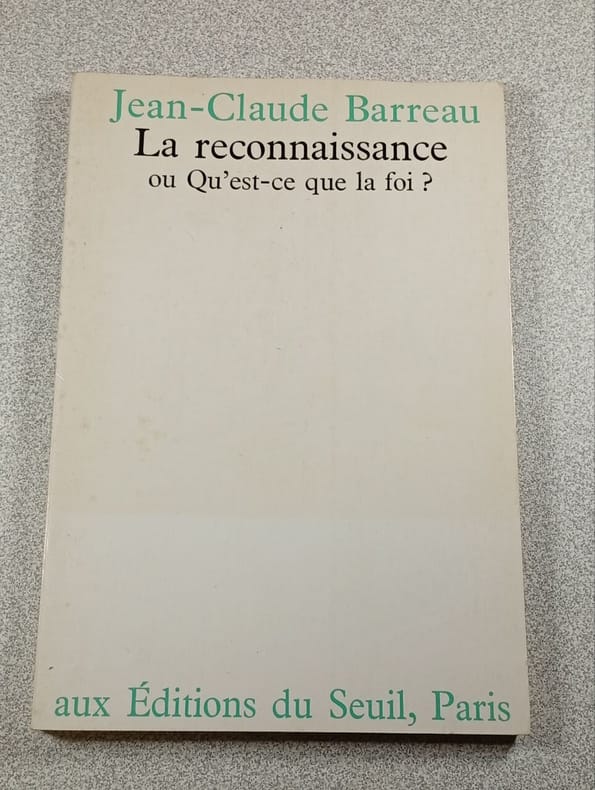 Jean-Claude Barreau
La reconnaissance
ou Qu'est-ce que la foi ?
aux Éditions du Seuil, Paris